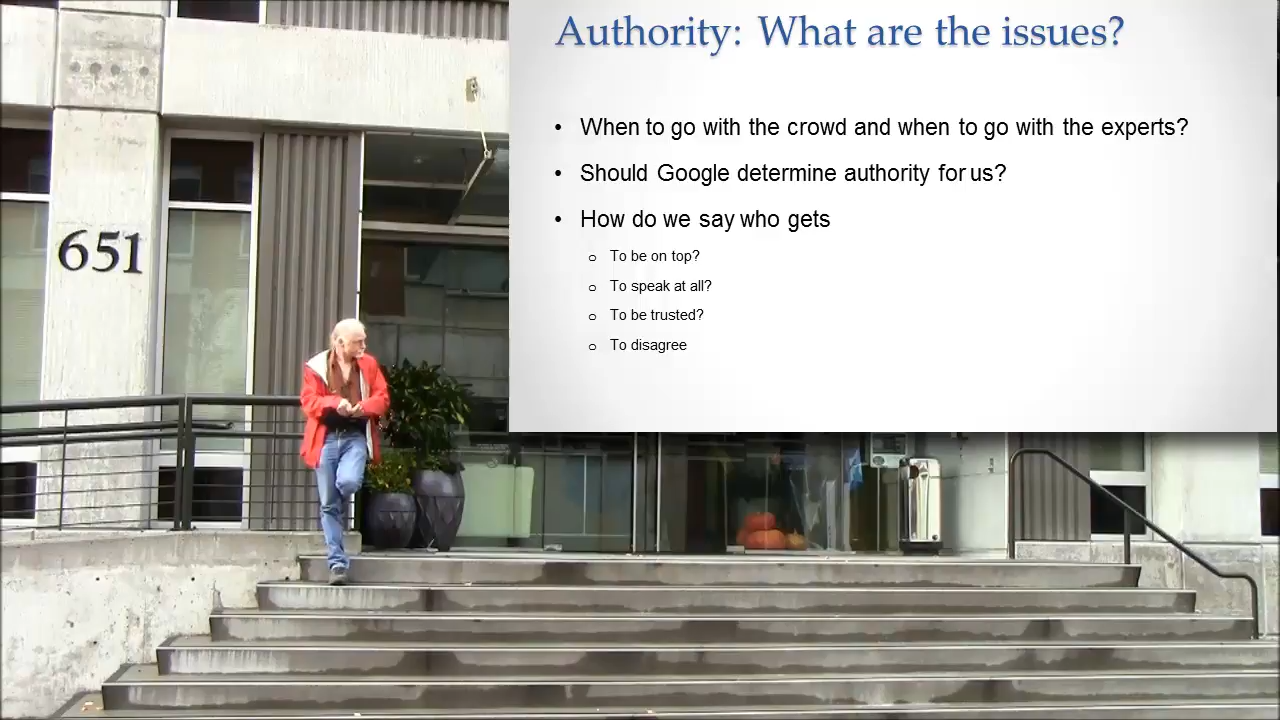 Authority: What are the issues?
• When to go with the crowd and when to go with the experts?
• Should Google determine authority for us?
• How do we say who gets
o To be on top?
o To speak at all?
o To be trusted?
o To disagree
651